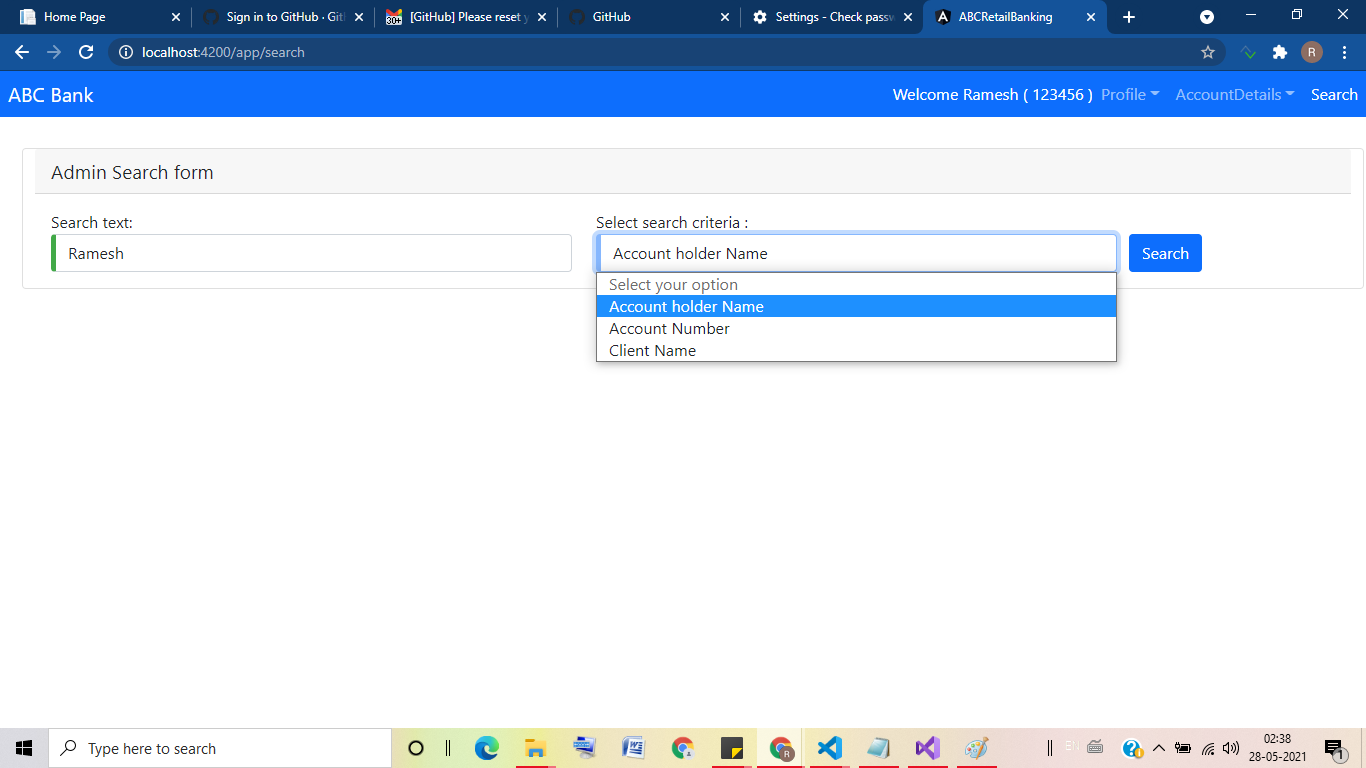 Home Page
Sign in to GitHub · Git
30+
[GitHub] Please reset y
GitHub
Settings - Check passw
ABCRetailBanking
localhost:4200/app/search
R
ABC Bank
Welcome Ramesh ( 123456 )
Profile
AccountDetails
Search
Admin Search form
Search text:
Select search criteria :
Ramesh
Account holder Name
Search
Select your option
Account holder Name
Account Number
Client Name
Type here to search
02:38
28-05-2021
1